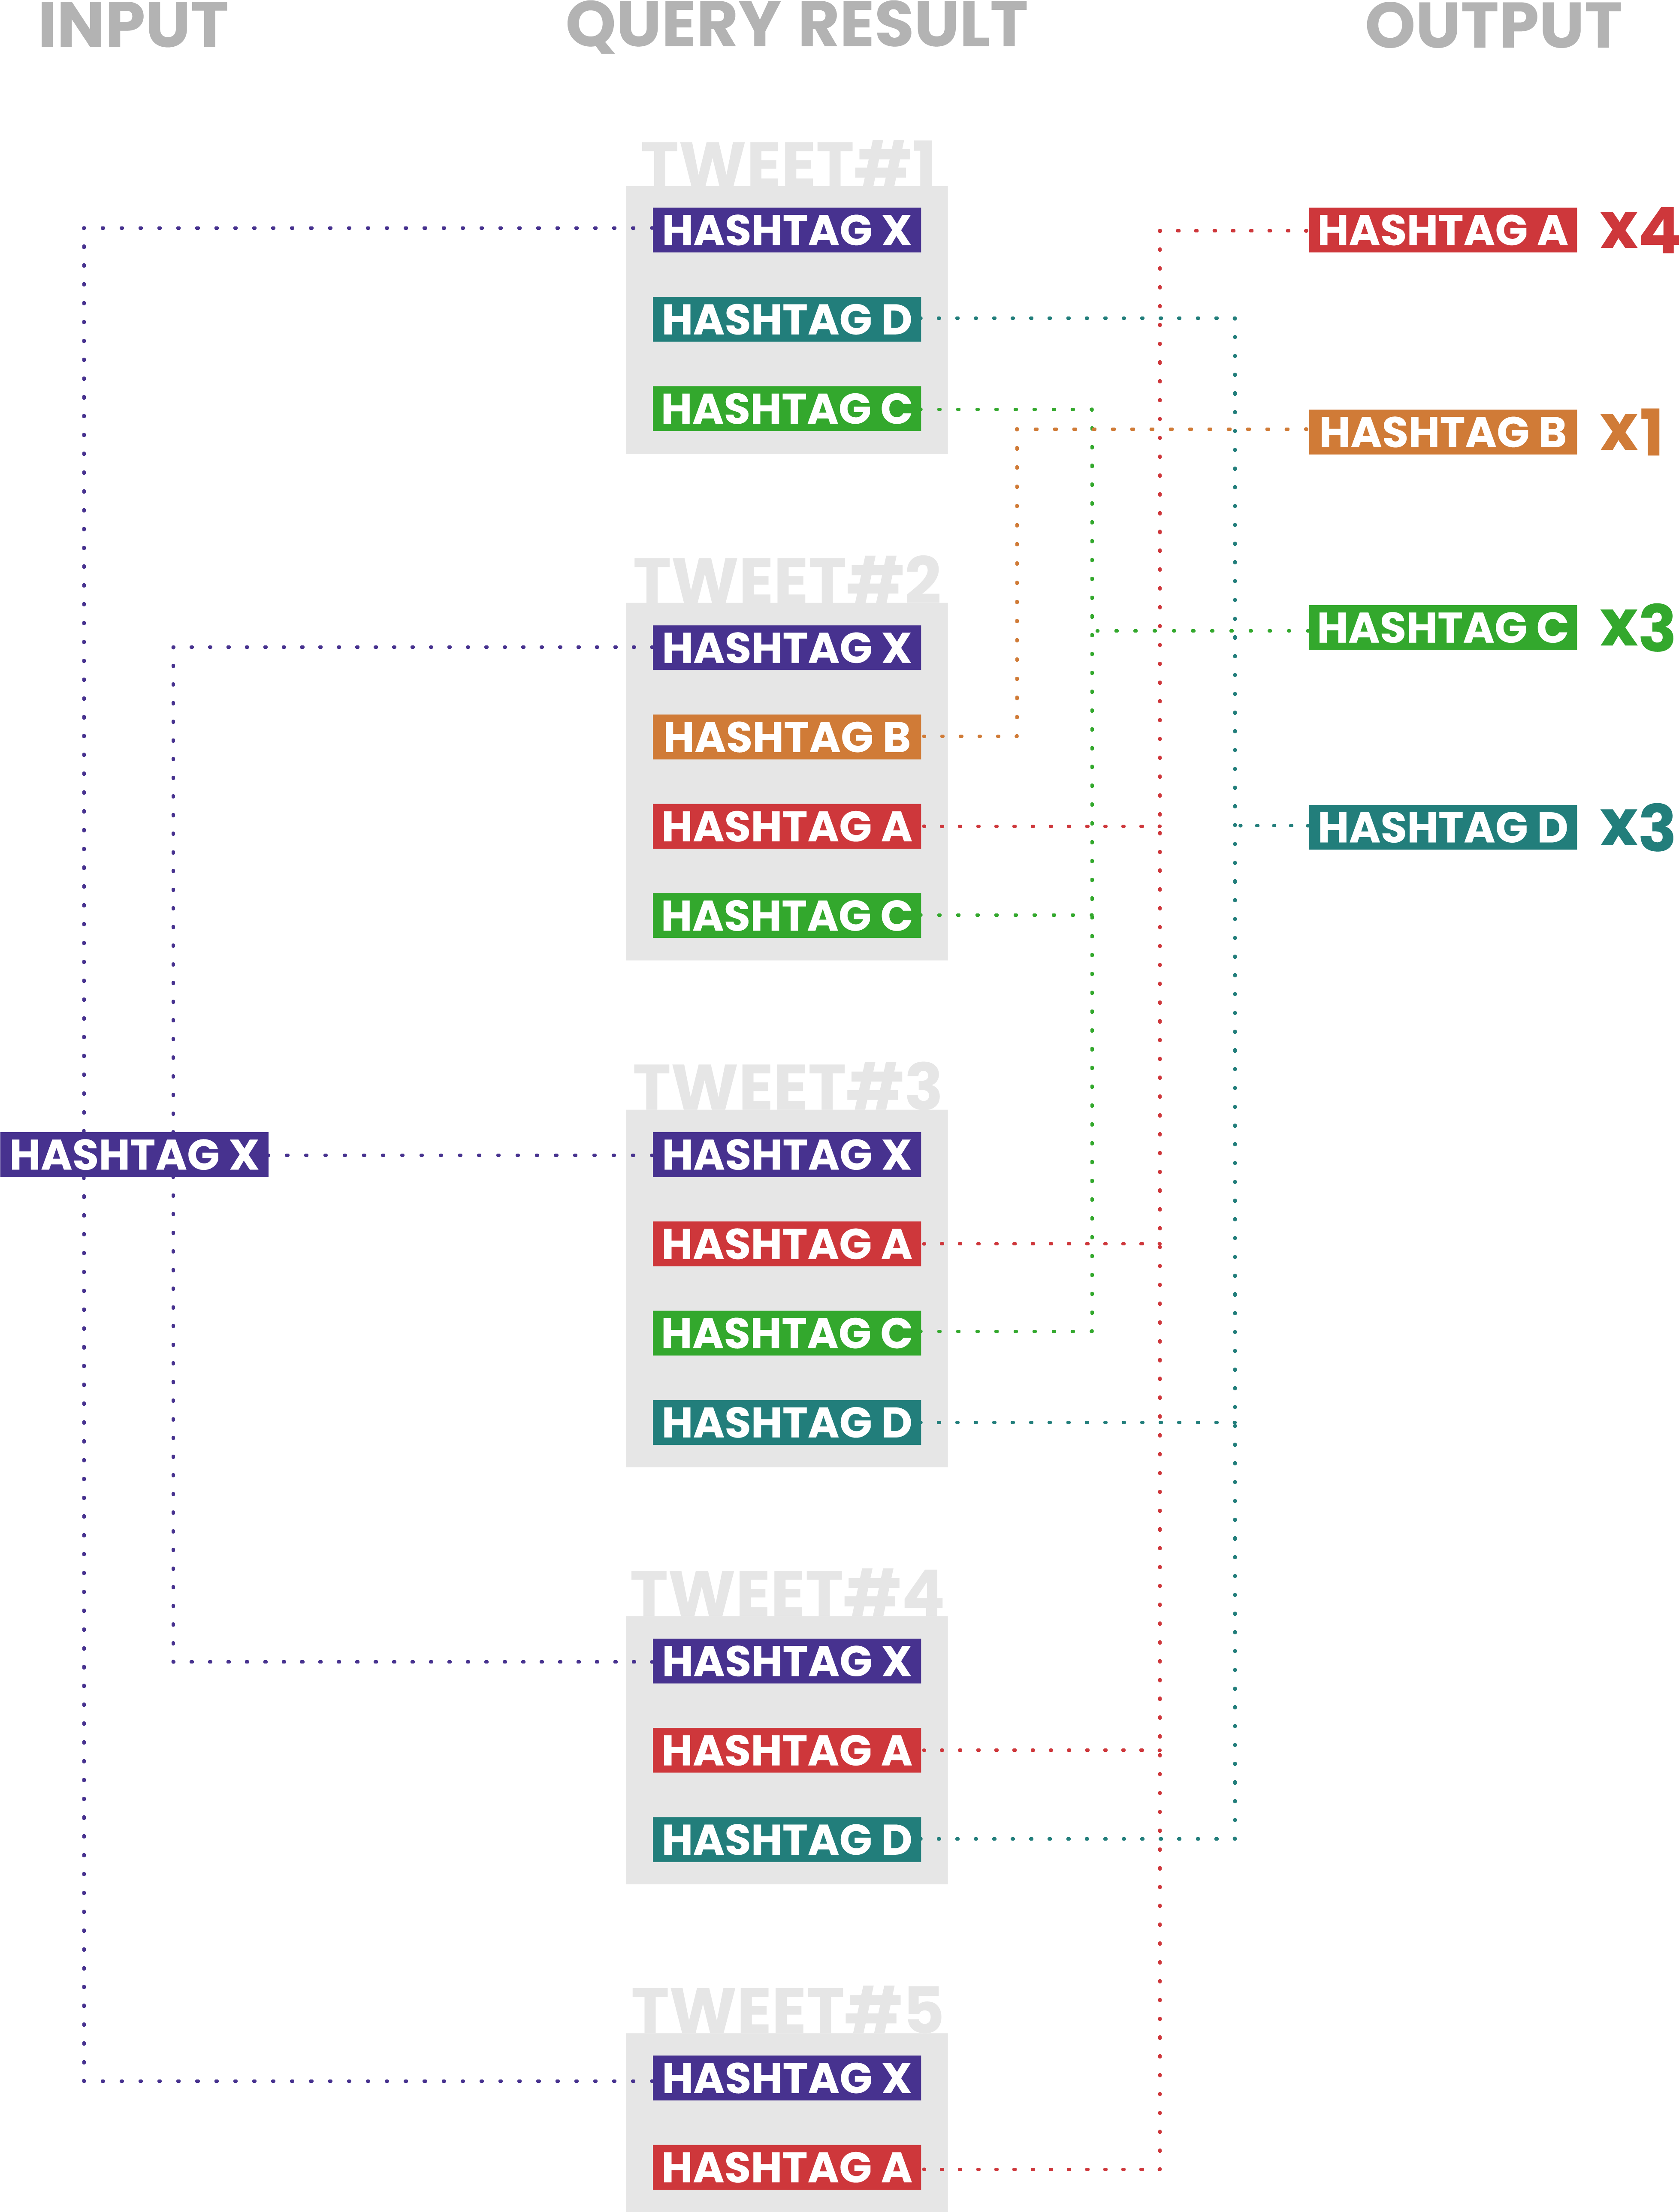 INPUT
QUERY RESULT
OUTPUT
TWEET#1
HASHTAG X
HASHTAG D
HASHTAG C
TWEET#2
HASHTAG X
HASHTAG B
HASHTAG A
HASHTAG C
HASHTAG X
TWEET#3
HASHTAG X
HASHTAG A
HASHTAG C
HASHTAG D
TWEET#4
HASHTAG X
HASHTAG A
HASHTAG D
TWEET#5
HASHTAG X
HASHTAG A
HASHTAG A X4
HASHTAG B X1
HASHTAG C X3
HASHTAG D X3